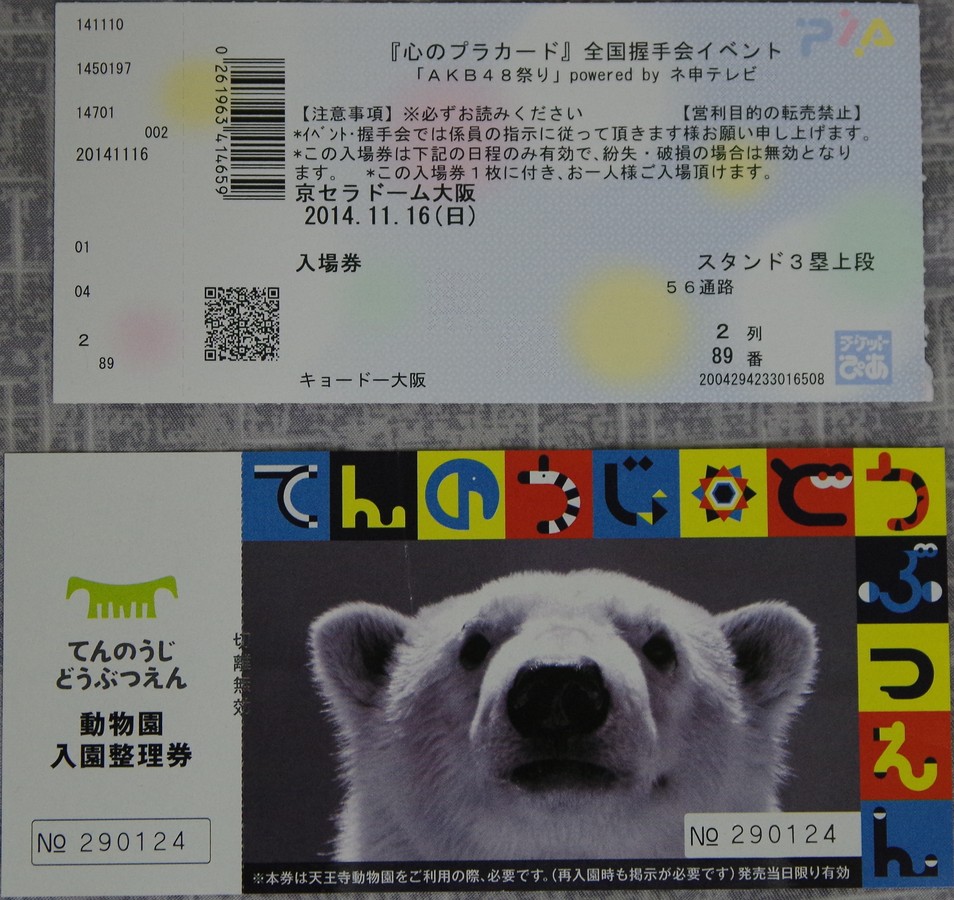 141110
1450197
14701
002
20141116
01
04
2
89
0261963414659
PIA
『心のプラカード』全国握手会イベント
「ＡＫＢ４８祭り」powered by ネ申テレビ
【注意事項】※必ずお読みください 【営利目的の転売禁止】
*ｲﾍﾞﾝﾄ･握手会では係員の指示に従って頂きます様お願い申し上げます。
*この入場券は下記の日程のみ有効で､紛失・破損の場合は無効となり
ます。 *この入場券１枚に付き､お一人様ご入場頂けます。
京セラドーム大阪
2014.11.16(日)
入場券 スタンド３塁上段
５６通路
2 列
89 番
キョードー大阪 2004294233016508
チケット
ぴあ
てんのうじどうぶつえん
てんのうじ
どうぶつえん
動物園
入園整理券
№ 290124
切離無効
№ 290124
※本券は天王寺動物園をご利用の際、必要です。(再入園時も掲示が必要です) 発売当日限り有効